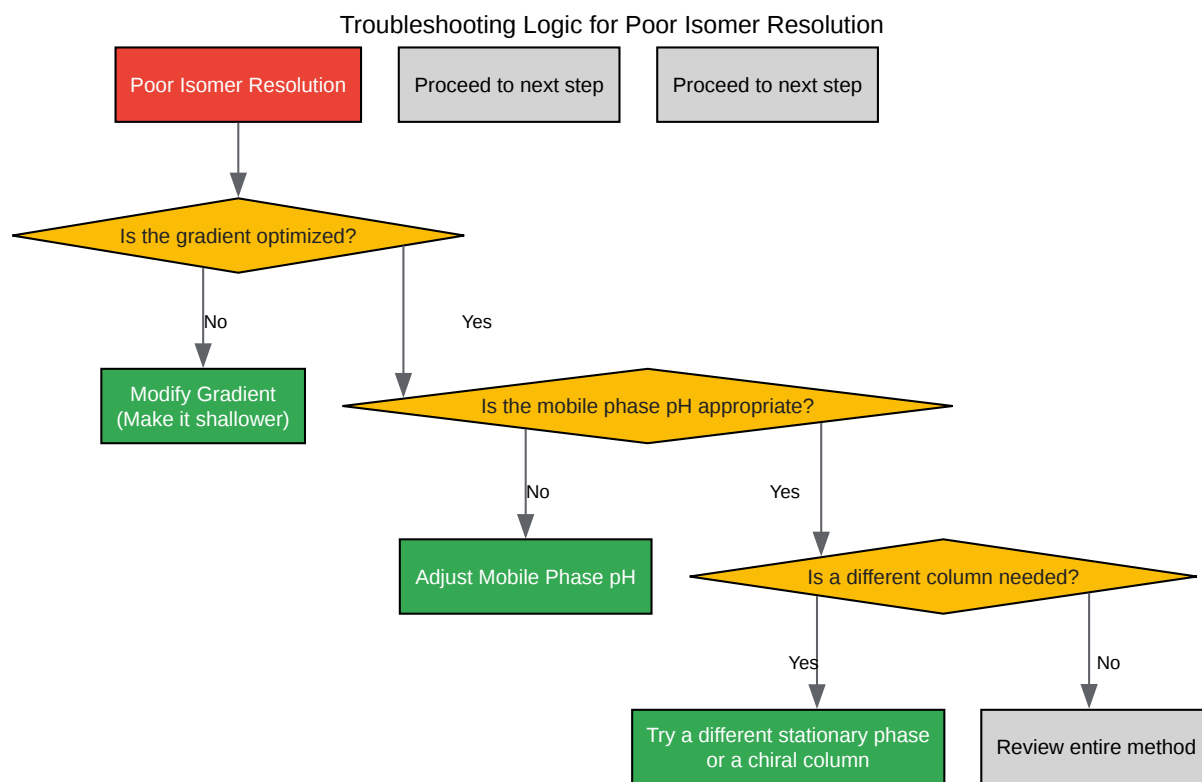 Troubleshooting Logic for Poor Isomer Resolution
Poor Isomer Resolution
Proceed to next step
Proceed to next step
Is the gradient optimized?
No
Yes
Modify Gradient
(Make it shallower)
Is the mobile phase pH appropriate?
No
Yes
Adjust Mobile Phase pH
Is a different column needed?
Yes
No
Try a different stationary phase
or a chiral column
Review entire method